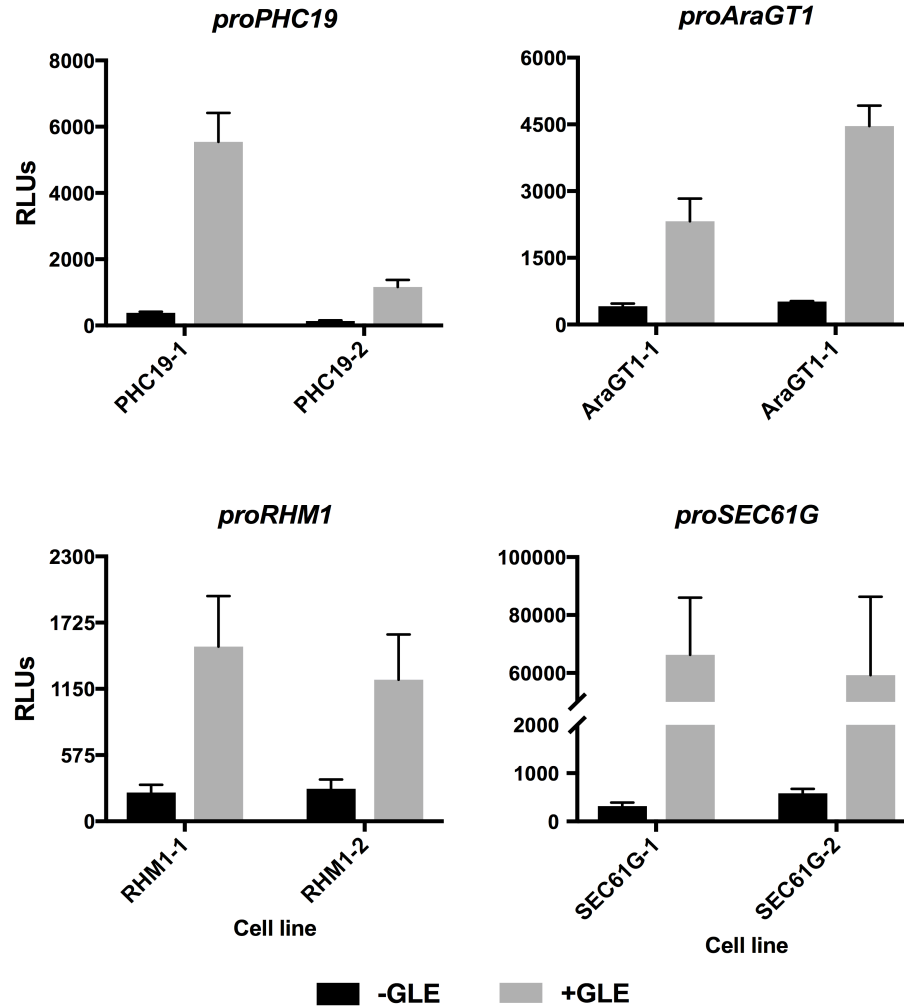 proPHC19
proAraGT1
RLUs
8000
6000
4000
2000
0
PHC19-1
PHC19-2
6000
4500
3000
1500
0
AraGT1-1
AraGT1-1
proRHM1
proSEC61G
RLUs
2300
1725
1150
575
0
RHM1-1
RHM1-2
Cell line
100000
80000
60000
2000
1000
0
SEC61G-1
SEC61G-2
Cell line
-GLE
+GLE